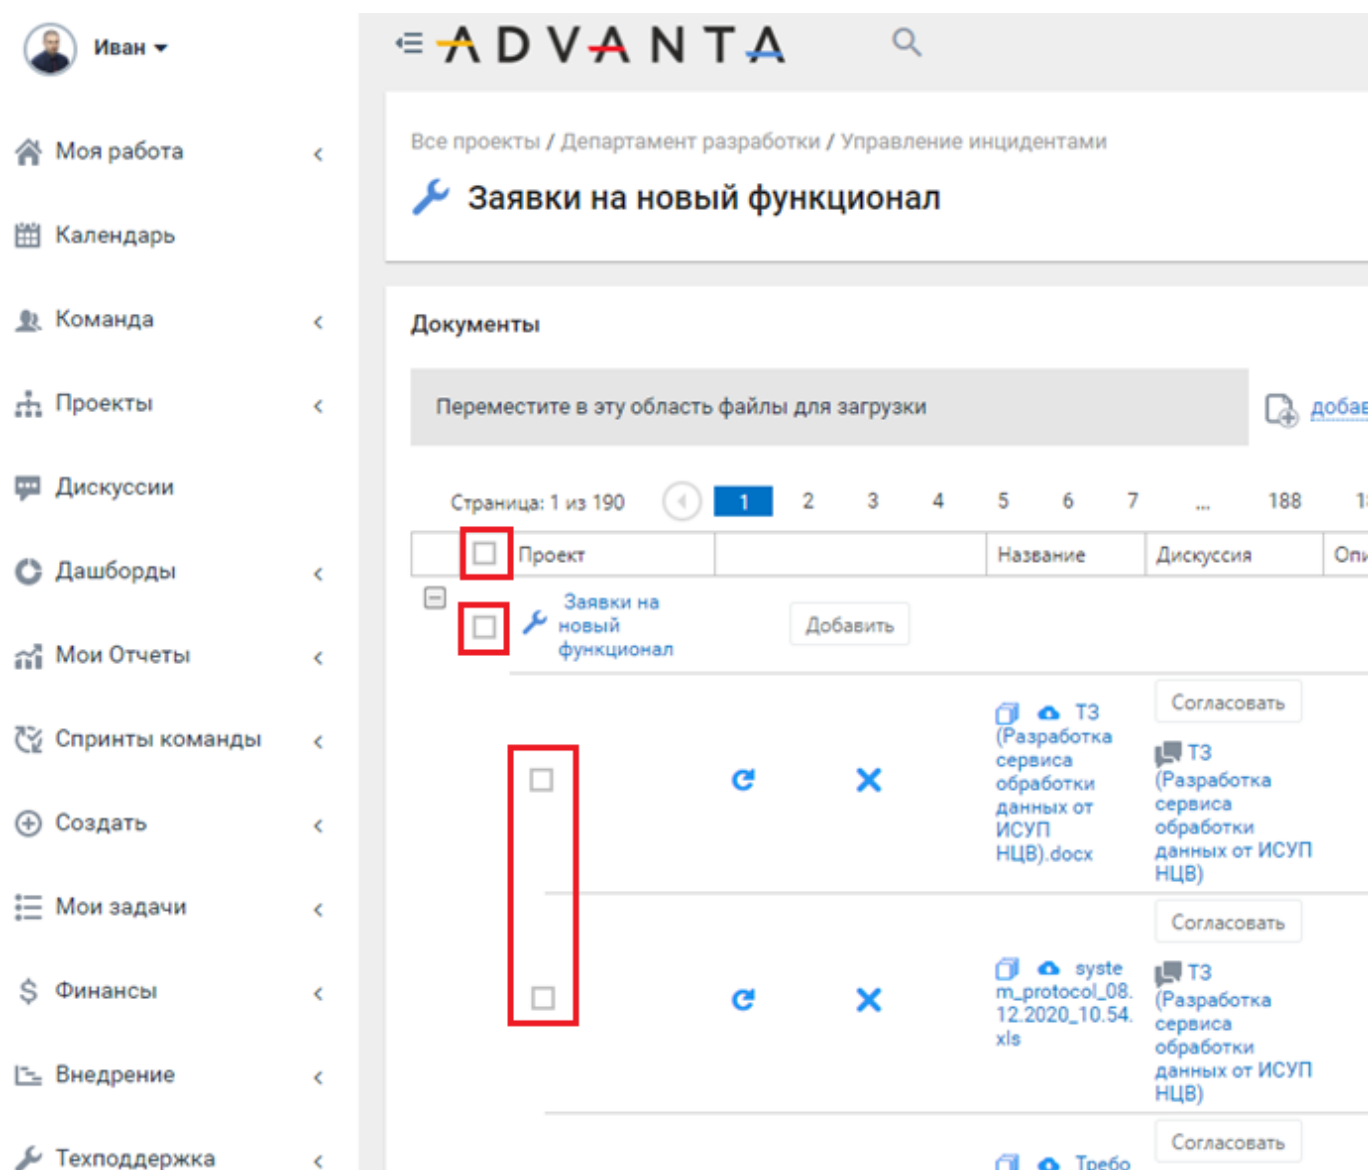 Иван
ADVANTA
Моя работа
Календарь
Команда
Проекты
Дискуссии
Дашборды
Мои Отчеты
Спринты команды
Создать
Мои задачи
Финансы
Внедрение
Техподдержка
Все проекты / Департамент разработки / Управление инцидентами
Заявки на новый функционал
Документы
Переместите в эту область файлы для загрузки
добав
Страница: 1 из 190 1 2 3 4 5 6 7 ... 188 18
Проект Название Дискуссия Опи
Заявки на
новый
функционал
Добавить
ТЗ
(Разработка
сервиса
обработки
данных от
ИСУП
НЦВ).docx
Согласовать
ТЗ
(Разработка
сервиса
обработки
данных от ИСУП
НЦВ)
syste
m_protocol_08.
12.2020_10.54.
xls
Согласовать
ТЗ
(Разработка
сервиса
обработки
данных от ИСУП
НЦВ)
Требо
Согласовать